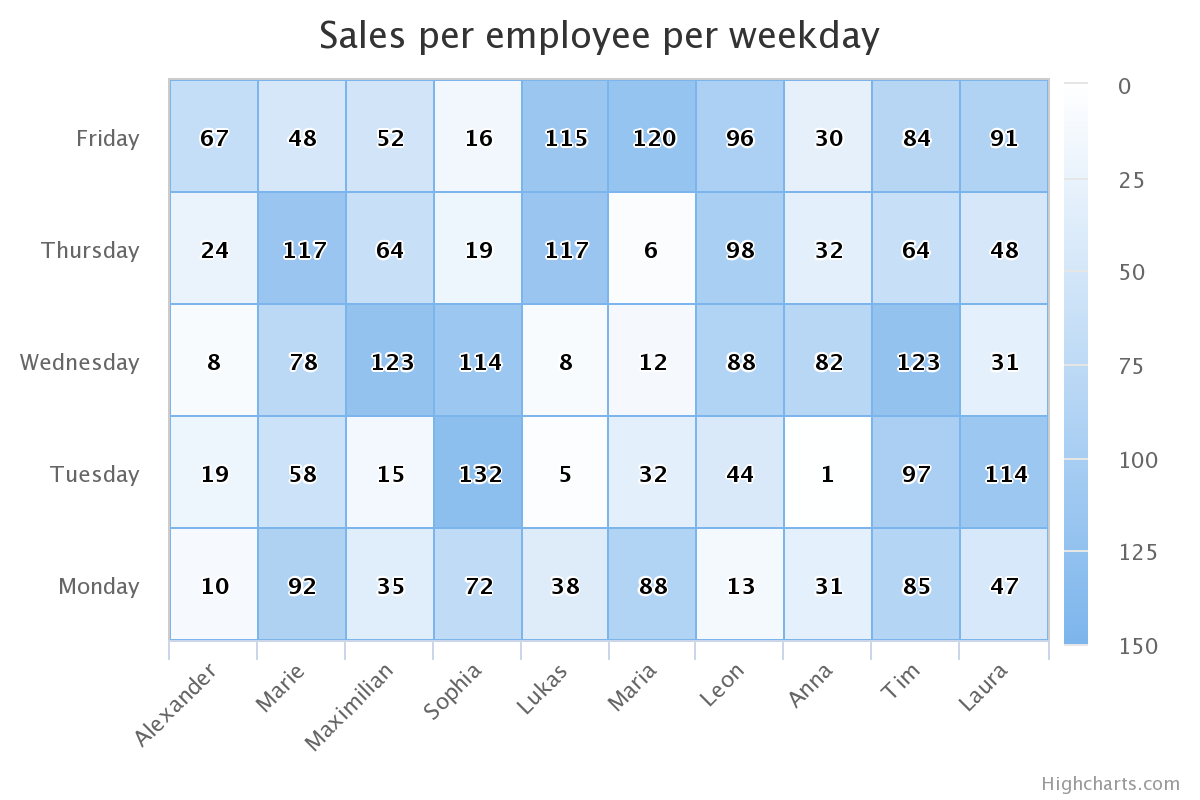 Sales per employee per weekday
Friday 67 48 52 16 115 120 96 30 84 91
Thursday 24 117 64 19 117 6 98 32 64 48
Wednesday 8 78 123 114 8 12 88 82 123 31
Tuesday 19 58 15 132 5 32 44 1 97 114
Monday 10 92 35 72 38 88 13 31 85 47
Alexander Marie Maximilian Sophia Lukas Maria Leon Anna Tim Laura
0
25
50
75
100
125
150
Highcharts.com